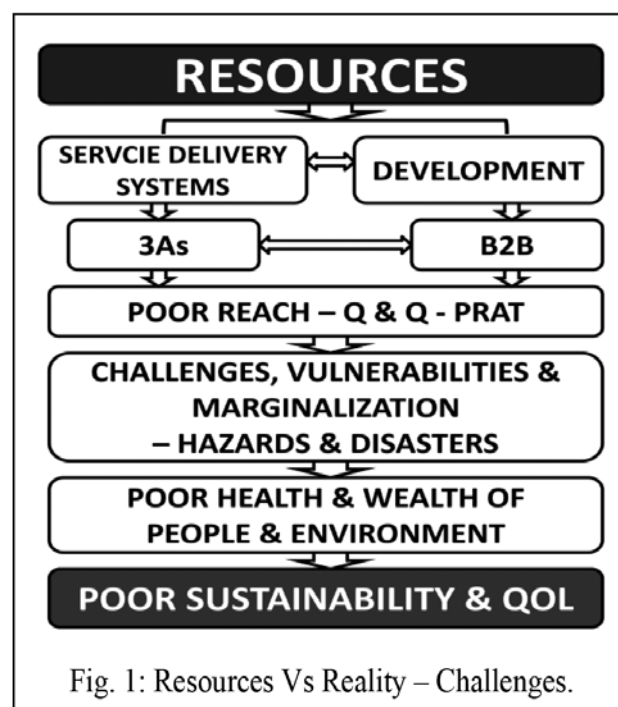 RESOURCES
SERVCIE DELIVERY
SYSTEMS
DEVELOPMENT
3As
B2B
POOR REACH – Q & Q - PRAT
CHALLENGES, VULNERABILITIES &
MARGINALIZATION
– HAZARDS & DISASTERS
POOR HEALTH & WEALTH OF
PEOPLE & ENVIRONMENT
POOR SUSTAINABILITY & QOL
Fig. 1: Resources Vs Reality – Challenges.